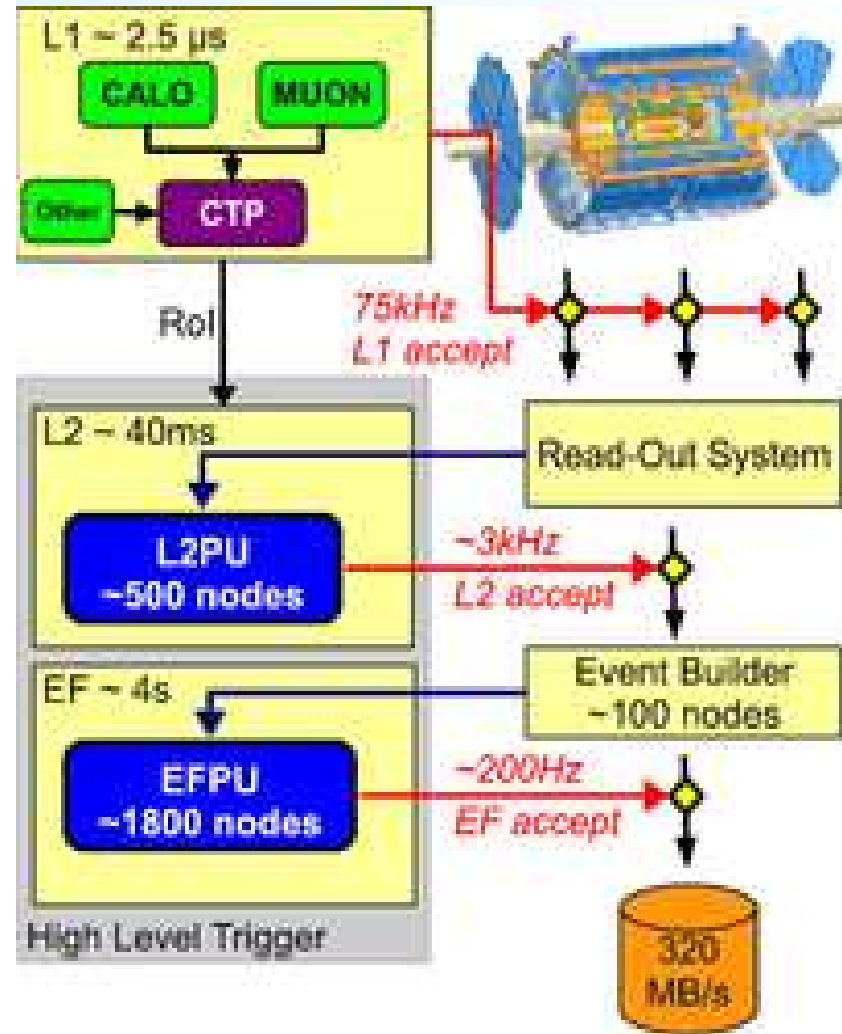 L1 ~ 2.5 µs
CALO
MUON
Other
CTP
RoI
75kHz
L1 accept
L2 ~ 40ms
Read-Out System
L2PU
~500 nodes
~3kHz
L2 accept
EF ~ 4s
Event Builder
~100 nodes
EFPU
~1800 nodes
~200Hz
EF accept
High Level Trigger
320
MB/s